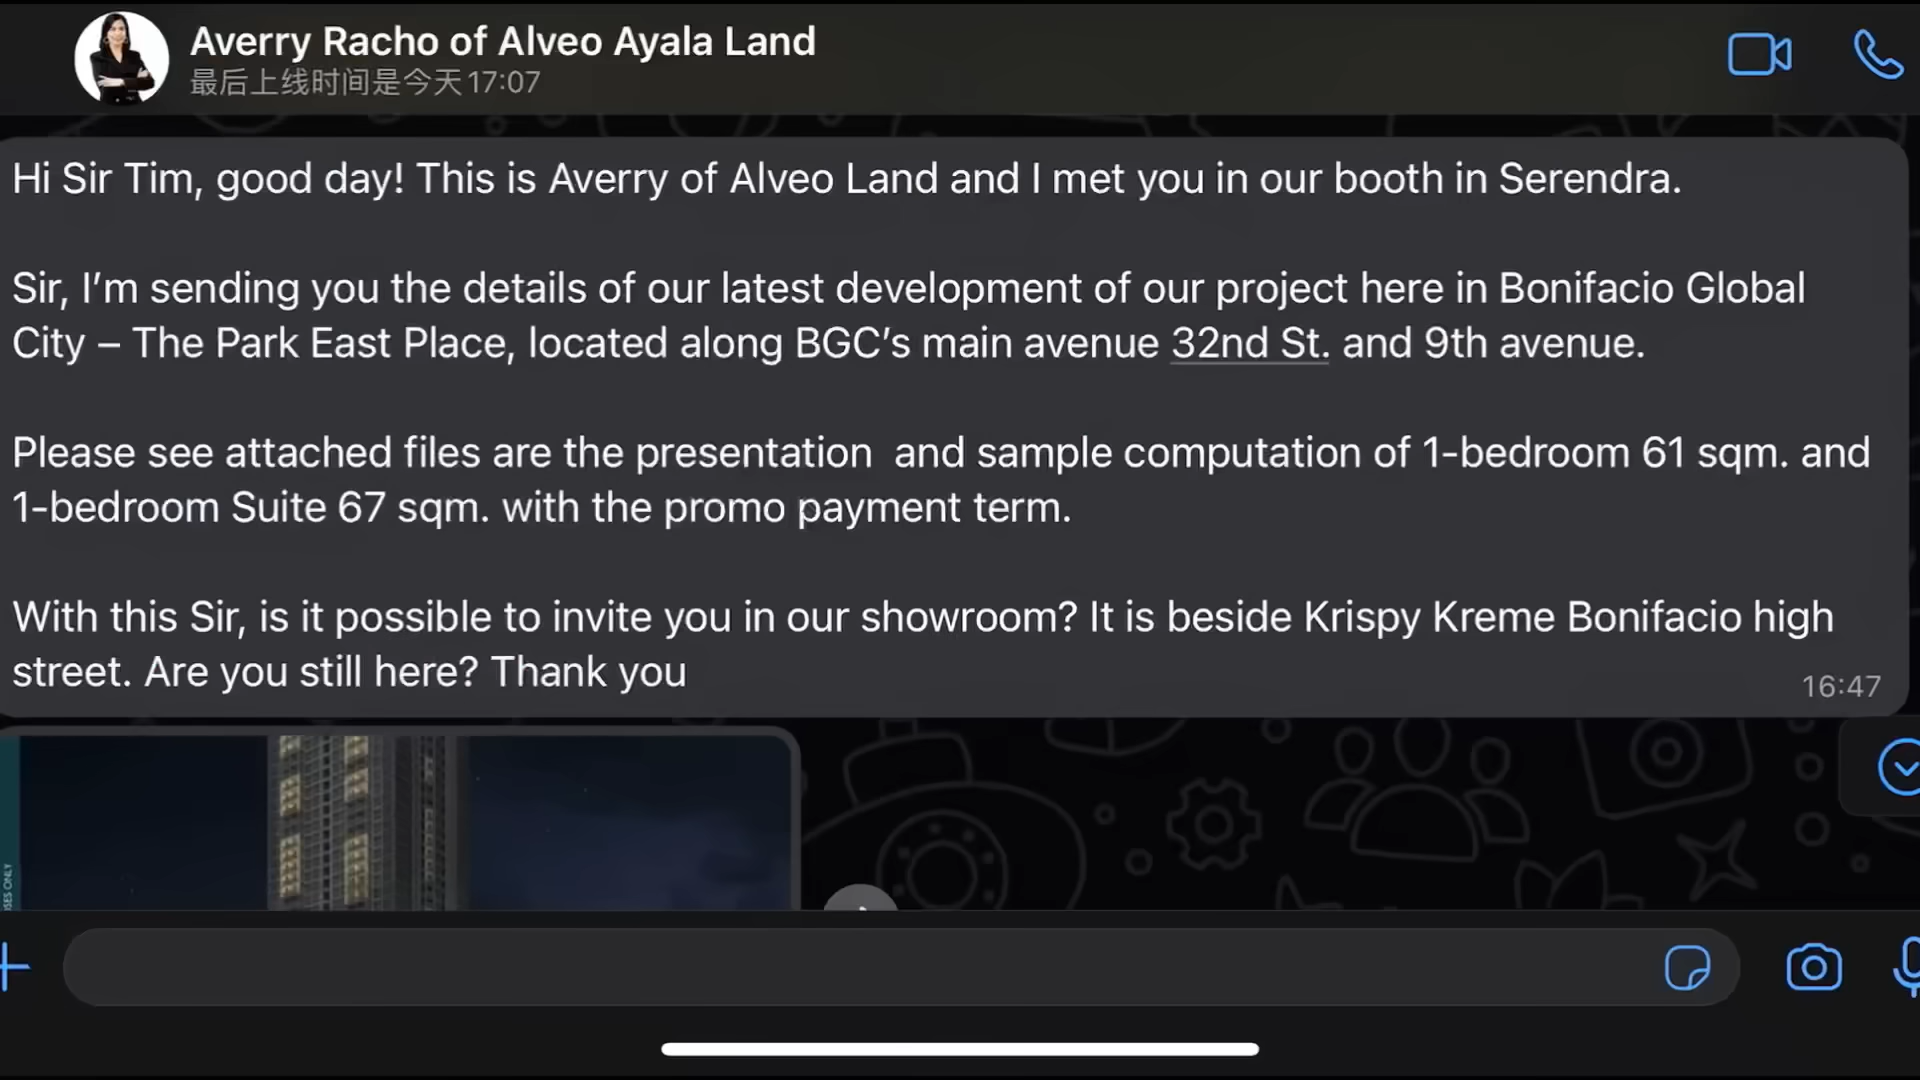 Averry Racho of Alveo Ayala Land
最后上线时间是今天17:07
Hi Sir Tim, good day! This is Averry of Alveo Land and I met you in our booth in Serendra.
Sir, I’m sending you the details of our latest development of our project here in Bonifacio Global
City – The Park East Place, located along BGC’s main avenue 32nd St. and 9th avenue.
Please see attached files are the presentation  and sample computation of 1-bedroom 61 sqm. and
1-bedroom Suite 67 sqm. with the promo payment term.
With this Sir, is it possible to invite you in our showroom? It is beside Krispy Kreme Bonifacio high
street. Are you still here? Thank you
16:47